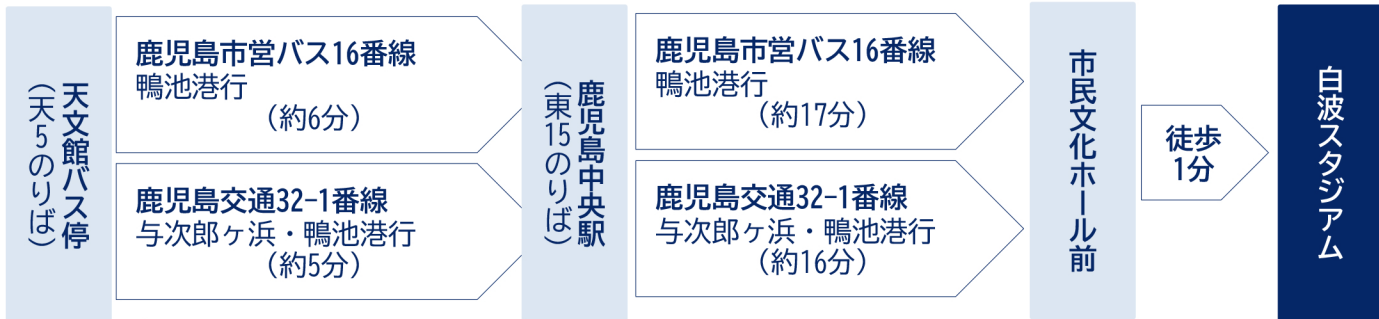 天文館バス停
（天5のりば）
鹿児島市営バス16番線
鴨池港行
（約6分）
鹿児島交通32-1番線
与次郎ヶ浜・鴨池港行
（約5分）
鹿児島中央駅
（東15のりば）
鹿児島市営バス16番線
鴨池港行
（約17分）
鹿児島交通32-1番線
与次郎ヶ浜・鴨池港行
（約16分）
市民文化ホール前
徒歩
1分
白波スタジアム